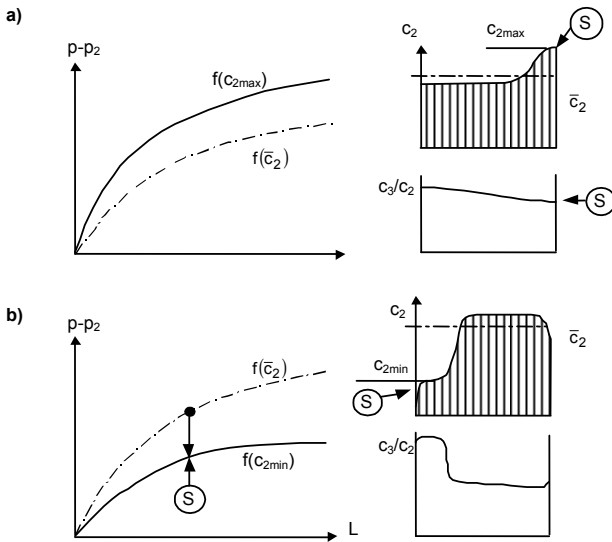 a)
p-p₂
f(c₂max)
f(c̅₂)
c₂
c₂max
S
c̅₂
c₃/c₂
S
b)
p-p₂
f(c̅₂)
f(c₂min)
S
L
c₂
c₂min
S
c̅₂
c₃/c₂